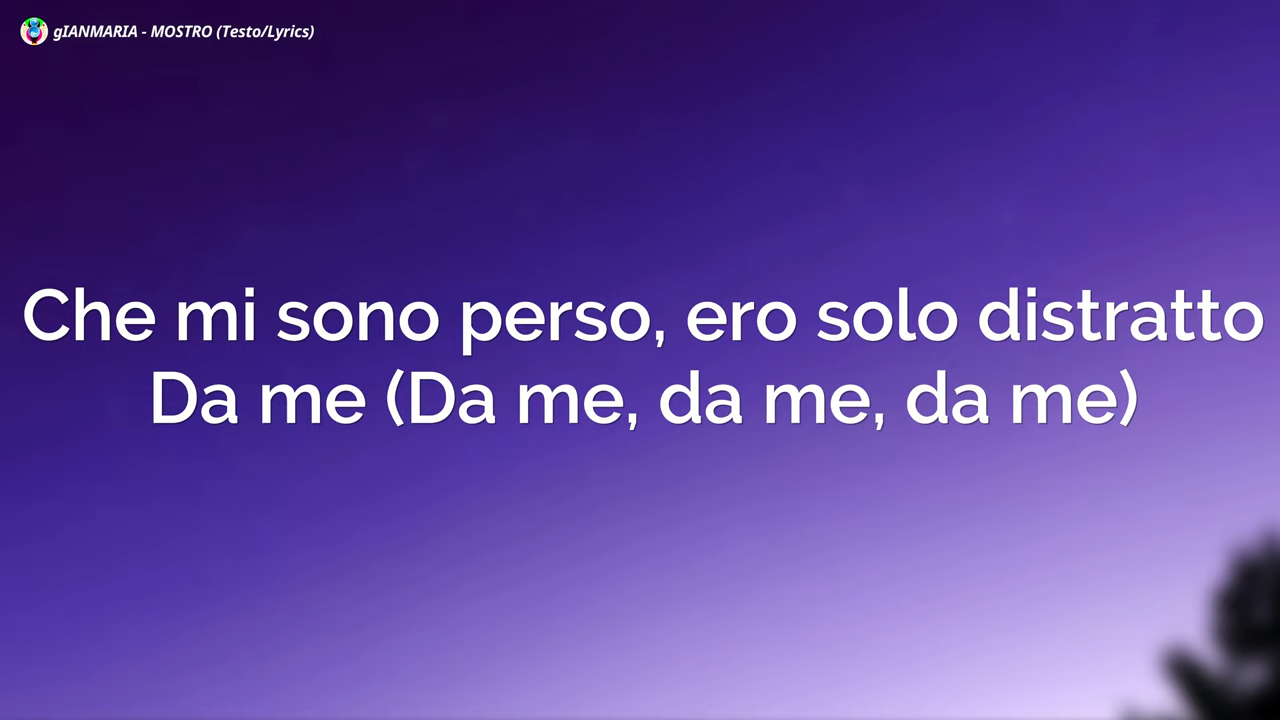 gIANMARIA - MOSTRO (Testo/Lyrics)
Che mi sono perso, ero solo distratto
Da me (Da me, da me, da me)